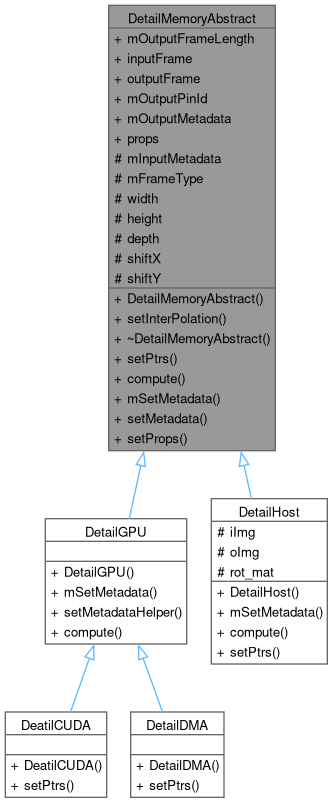 DetailMemoryAbstract
+ mOutputFrameLength
+ inputFrame
+ outputFrame
+ mOutputPinId
+ mOutputMetadata
+ props
# mInputMetadata
# mFrameType
# width
# height
# depth
# shiftX
# shiftY
+ DetailMemoryAbstract()
+ setInterPolation()
+ ~DetailMemoryAbstract()
+ setPtrs()
+ compute()
+ mSetMetadata()
+ setMetadata()
+ setProps()
DetailGPU
+ DetailGPU()
+ mSetMetadata()
+ setMetadataHelper()
+ compute()
DetailHost
# iImg
# oImg
# rot_mat
+ DetailHost()
+ mSetMetadata()
+ compute()
+ setPtrs()
DeatilCUDA
+ DeatilCUDA()
+ setPtrs()
DetailDMA
+ DetailDMA()
+ setPtrs()